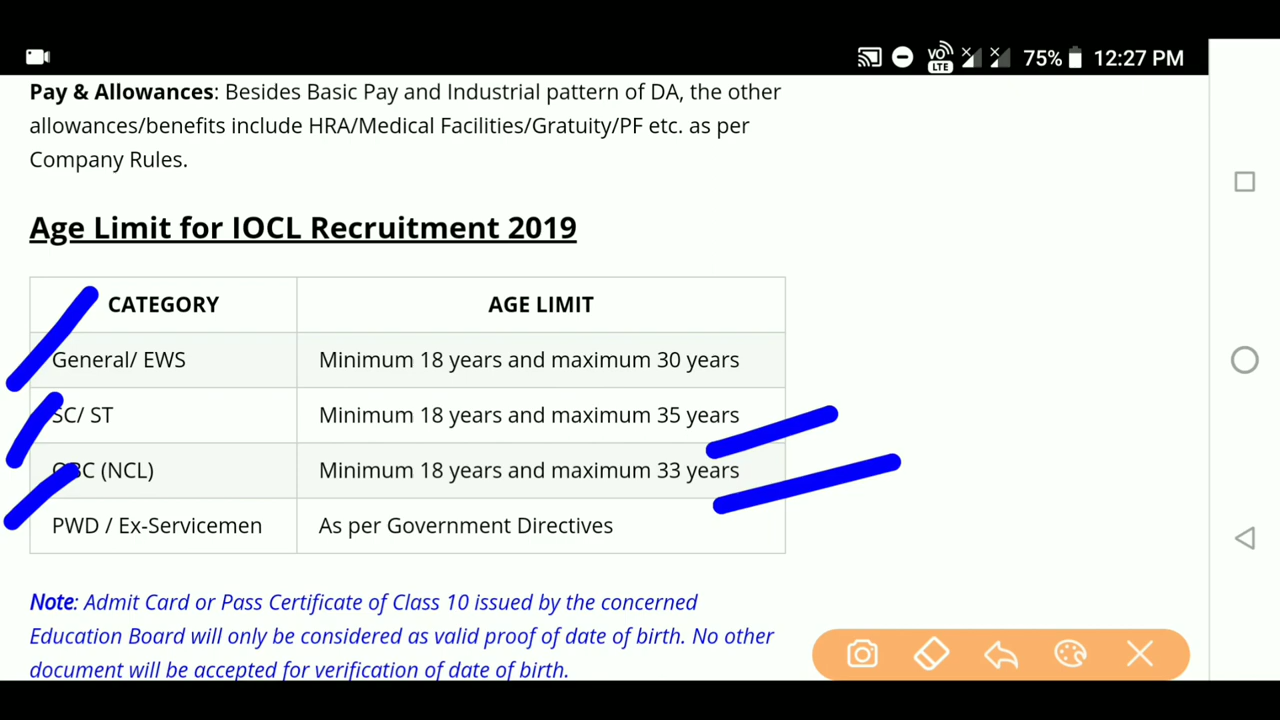 VO
LTE
75%
12:27 PM
Pay & Allowances: Besides Basic Pay and Industrial pattern of DA, the other
allowances/benefits include HRA/Medical Facilities/Gratuity/PF etc. as per
Company Rules.
Age Limit for IOCL Recruitment 2019
CATEGORY AGE LIMIT
General/ EWS Minimum 18 years and maximum 30 years
SC/ ST Minimum 18 years and maximum 35 years
OBC (NCL) Minimum 18 years and maximum 33 years
PWD / Ex-Servicemen As per Government Directives
Note: Admit Card or Pass Certificate of Class 10 issued by the concerned
Education Board will only be considered as valid proof of date of birth. No other
document will be accepted for verification of date of birth.